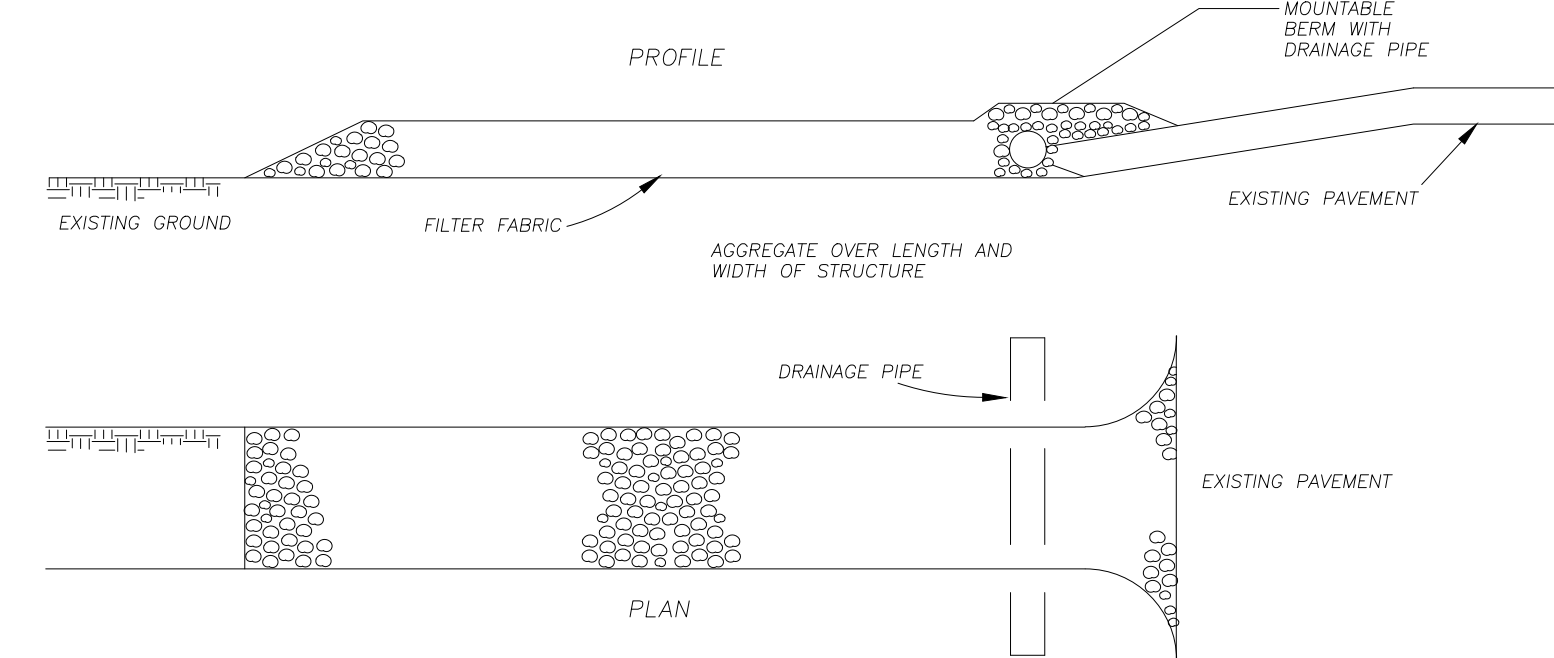 MOUNTABLE
BERM WITH
DRAINAGE PIPE
PROFILE
EXISTING PAVEMENT
EXISTING GROUND
FILTER FABRIC
AGGREGATE OVER LENGTH AND
WIDTH OF STRUCTURE
DRAINAGE PIPE
EXISTING PAVEMENT
PLAN